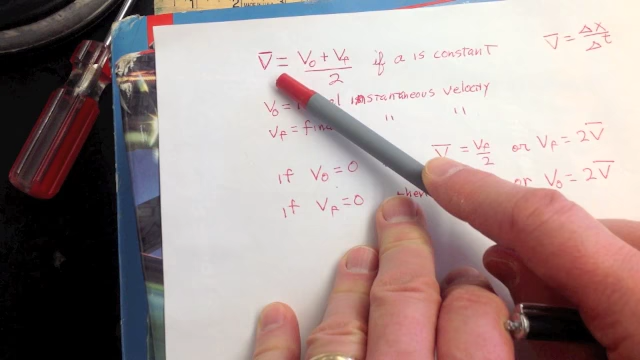 V̅ = (V₀ + V_f)/2 if a is constant V̅ = Δx/Δt
V₀ = instantaneous velocity
V_f = " "
if V₀ = 0 V̅ = V_f/2 or V_f = 2V̅
if V_f = 0 or V₀ = 2V̅